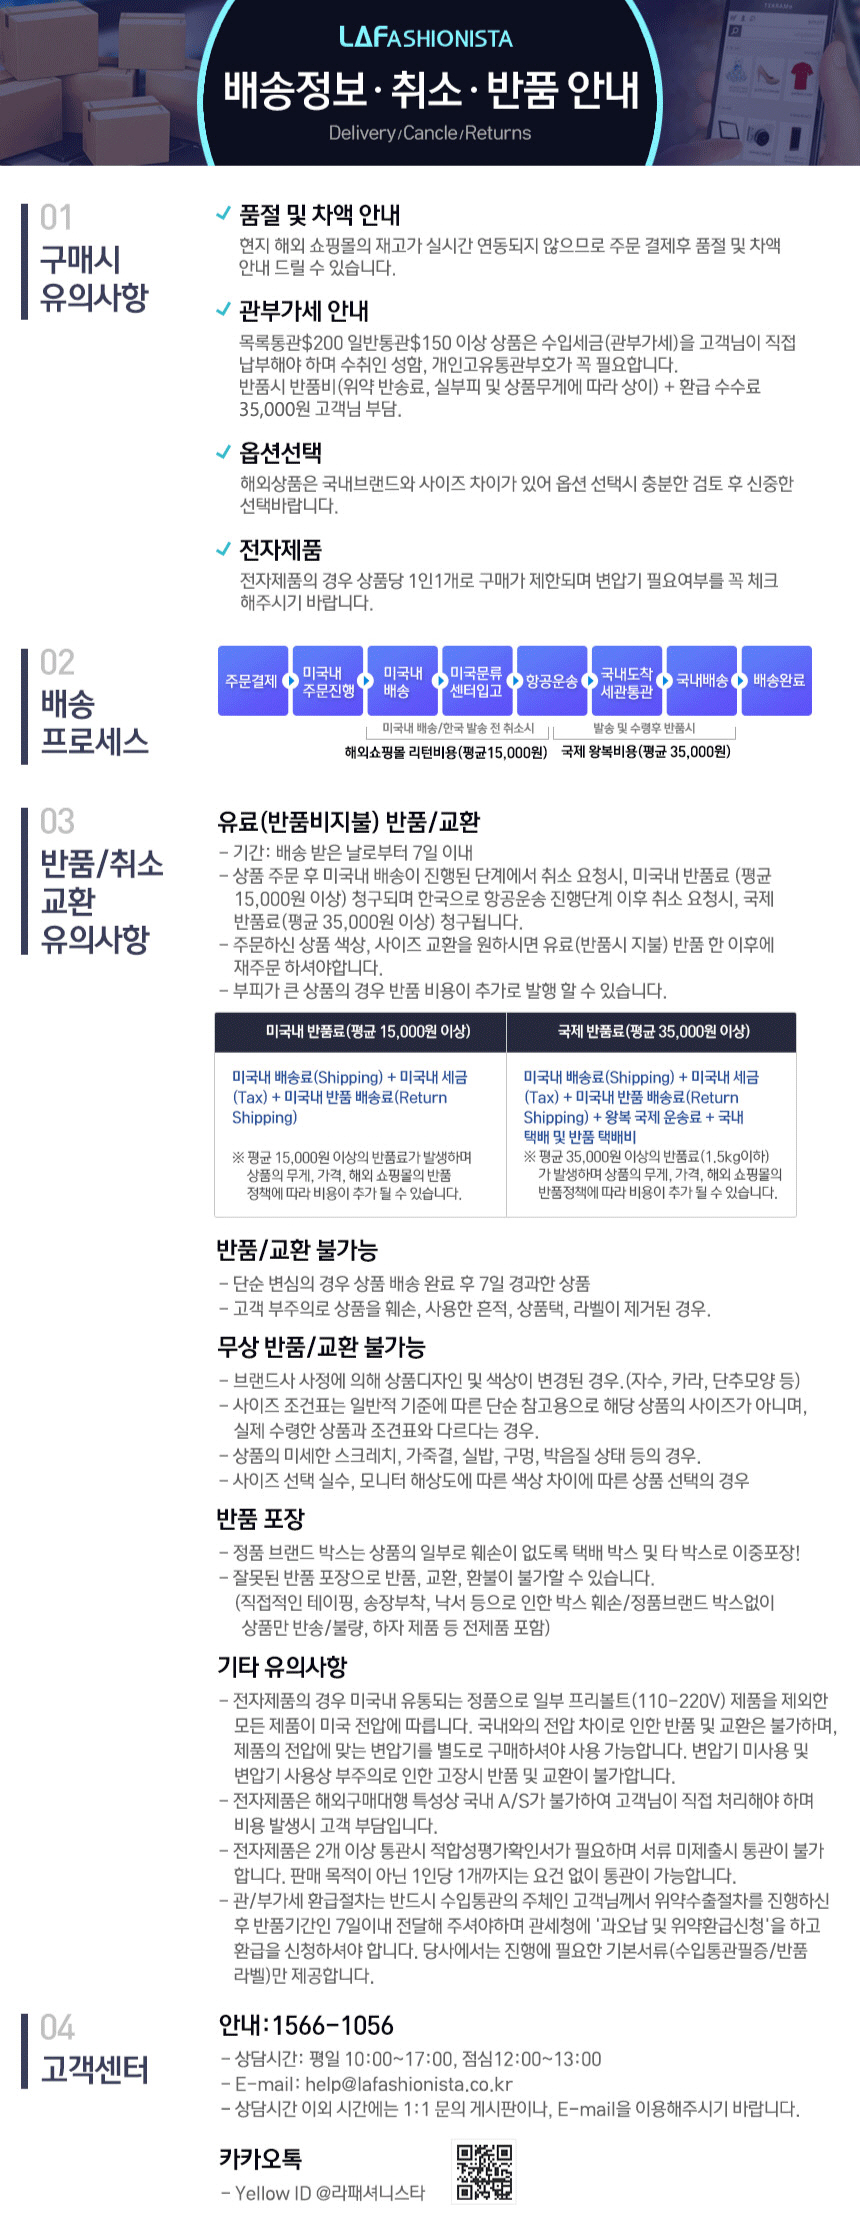 LAFASHIONISTA
배송정보 · 취소 · 반품 안내
Delivery/Cancle/Returns
01
구매시
유의사항
품절 및 차액 안내
현지 해외 쇼핑몰의 재고가 실시간 연동되지 않으므로 주문 결제후 품절 및 차액
안내 드릴 수 있습니다.
관부가세 안내
목록통관$200 일반통관$150 이상 상품은 수입세금(관부가세)을 고객님이 직접
납부해야 하며 수취인 성함, 개인고유통관부호가 꼭 필요합니다.
반품시 반품비(위약 반송료, 실부피 및 상품무게에 따라 상이) + 환급 수수료
35,000원 고객님 부담.
옵션선택
해외상품은 국내브랜드와 사이즈 차이가 있어 옵션 선택시 충분한 검토 후 신중한
선택바랍니다.
전자제품
전자제품의 경우 상품당 1인1개로 구매가 제한되며 변압기 필요여부를 꼭 체크
해주시기 바랍니다.
02
배송
프로세스
주문결제
미국내
주문진행
미국내
배송
미국문류
센터입고
항공운송
국내도착
세관통관
국내배송
배송완료
미국내 배송/한국 발송 전 취소시
해외쇼핑몰 리턴비용(평균15,000원)
발송 및 수령후 반품시
국제 왕복비용(평균 35,000원)
03
반품/취소
교환
유의사항
유료(반품비지불) 반품/교환
- 기간: 배송 받은 날로부터 7일 이내
- 상품 주문 후 미국내 배송이 진행된 단계에서 취소 요청시, 미국내 반품료 (평균
15,000원 이상) 청구되며 한국으로 항공운송 진행단계 이후 취소 요청시, 국제
반품료(평균 35,000원 이상) 청구됩니다.
- 주문하신 상품 색상, 사이즈 교환을 원하시면 유료(반품시 지불) 반품 한 이후에
재주문 하셔야합니다.
- 부피가 큰 상품의 경우 반품 비용이 추가로 발행 할 수 있습니다.
미국내 반품료(평균 15,000원 이상)
미국내 배송료(Shipping) + 미국내 세금
(Tax) + 미국내 반품 배송료(Return
Shipping)
※ 평균 15,000원 이상의 반품료가 발생하며
상품의 무게, 가격, 해외 쇼핑몰의 반품
정책에 따라 비용이 추가 될 수 있습니다.
국제 반품료(평균 35,000원 이상)
미국내 배송료(Shipping) + 미국내 세금
(Tax) + 미국내 반품 배송료(Return
Shipping) + 왕복 국제 운송료 + 국내
택배 및 반품 택배비
※ 평균 35,000원 이상의 반품료(1.5kg이하)
가 발생하며 상품의 무게, 가격, 해외 쇼핑몰의
반품정책에 따라 비용이 추가 될 수 있습니다.
반품/교환 불가능
- 단순 변심의 경우 상품 배송 완료 후 7일 경과한 상품
- 고객 부주의로 상품을 훼손, 사용한 흔적, 상품택, 라벨이 제거된 경우.
무상 반품/교환 불가능
- 브랜드사 사정에 의해 상품디자인 및 색상이 변경된 경우.(자수, 카라, 단추모양 등)
- 사이즈 조건표는 일반적 기준에 따른 단순 참고용으로 해당 상품의 사이즈가 아니며,
실제 수령한 상품과 조견표와 다르다는 경우.
- 상품의 미세한 스크레치, 가죽결, 실밥, 구멍, 박음질 상태 등의 경우.
- 사이즈 선택 실수, 모니터 해상도에 따른 색상 차이에 따른 상품 선택의 경우
반품 포장
- 정품 브랜드 박스는 상품의 일부로 훼손이 없도록 택배 박스 및 타 박스로 이중포장!
- 잘못된 반품 포장으로 반품, 교환, 환불이 불가할 수 있습니다.
(직접적인 테이핑, 송장부착, 낙서 등으로 인한 박스 훼손/정품브랜드 박스없이
상품만 반송/불량, 하자 제품 등 전제품 포함)
기타 유의사항
- 전자제품의 경우 미국내 유통되는 정품으로 일부 프리볼트(110-220V) 제품을 제외한
모든 제품이 미국 전압에 따릅니다. 국내와의 전압 차이로 인한 반품 및 교환은 불가하며,
제품의 전압에 맞는 변압기를 별도로 구매하셔야 사용 가능합니다. 변압기 미사용 및
변압기 사용상 부주의로 인한 고장시 반품 및 교환이 불가합니다.
- 전자제품은 해외구매대행 특성상 국내 A/S가 불가하여 고객님이 직접 처리해야 하며
비용 발생시 고객 부담입니다.
- 전자제품은 2개 이상 통관시 적합성평가확인서가 필요하며 서류 미제출시 통관이 불가
합니다. 판매 목적이 아닌 1인당 1개까지는 요건 없이 통관이 가능합니다.
- 관/부가세 환급절차는 반드시 수입통관의 주체인 고객님께서 위약수출절차를 진행하신
후 반품기간인 7일이내 전달해 주셔야하며 관세청에 '과오납 및 위약환급신청'을 하고
환급을 신청하셔야 합니다. 당사에서는 진행에 필요한 기본서류(수입통관필증/반품
라벨)만 제공합니다.
04
고객센터
안내:1566-1056
- 상담시간: 평일 10:00~17:00, 점심12:00~13:00
- E-mail: help@lafashionista.co.kr
- 상담시간 이외 시간에는 1:1 문의 게시판이나, E-mail을 이용해주시기 바랍니다.
카카오톡
- Yellow ID @라패셔니스타